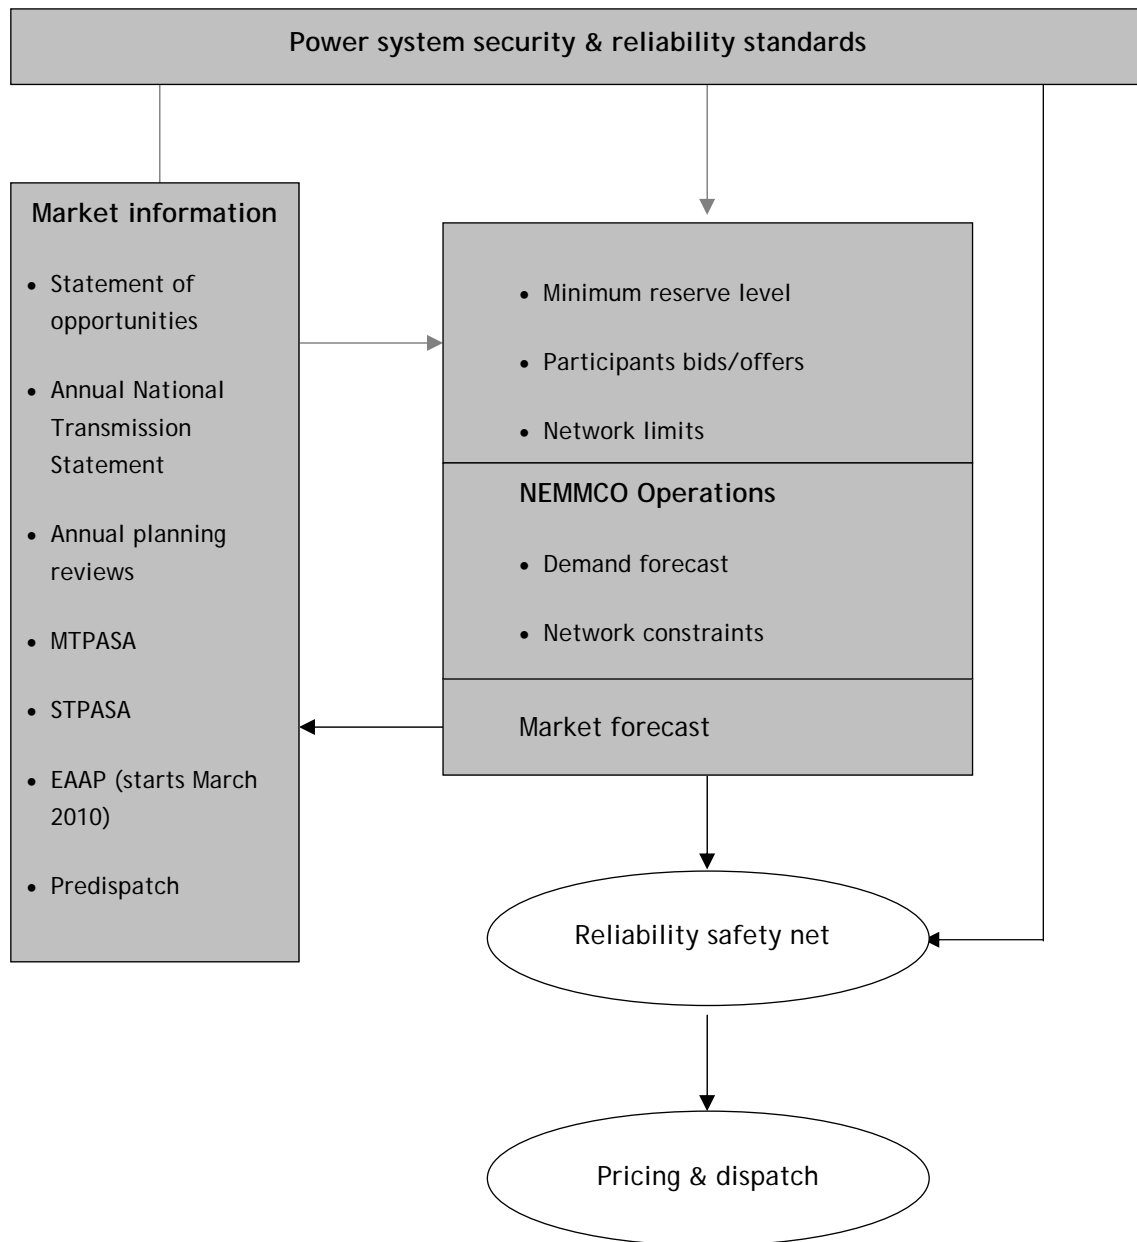 Power system security & reliability standards
Market information
• Statement of
opportunities
• Annual National
Transmission
Statement
• Annual planning
reviews
• MTPASA
• STPASA
• EAAP (starts March
2010)
• Predispatch
• Minimum reserve level
• Participants bids/offers
• Network limits
NEMMCO Operations
• Demand forecast
• Network constraints
Market forecast
Reliability safety net
Pricing & dispatch